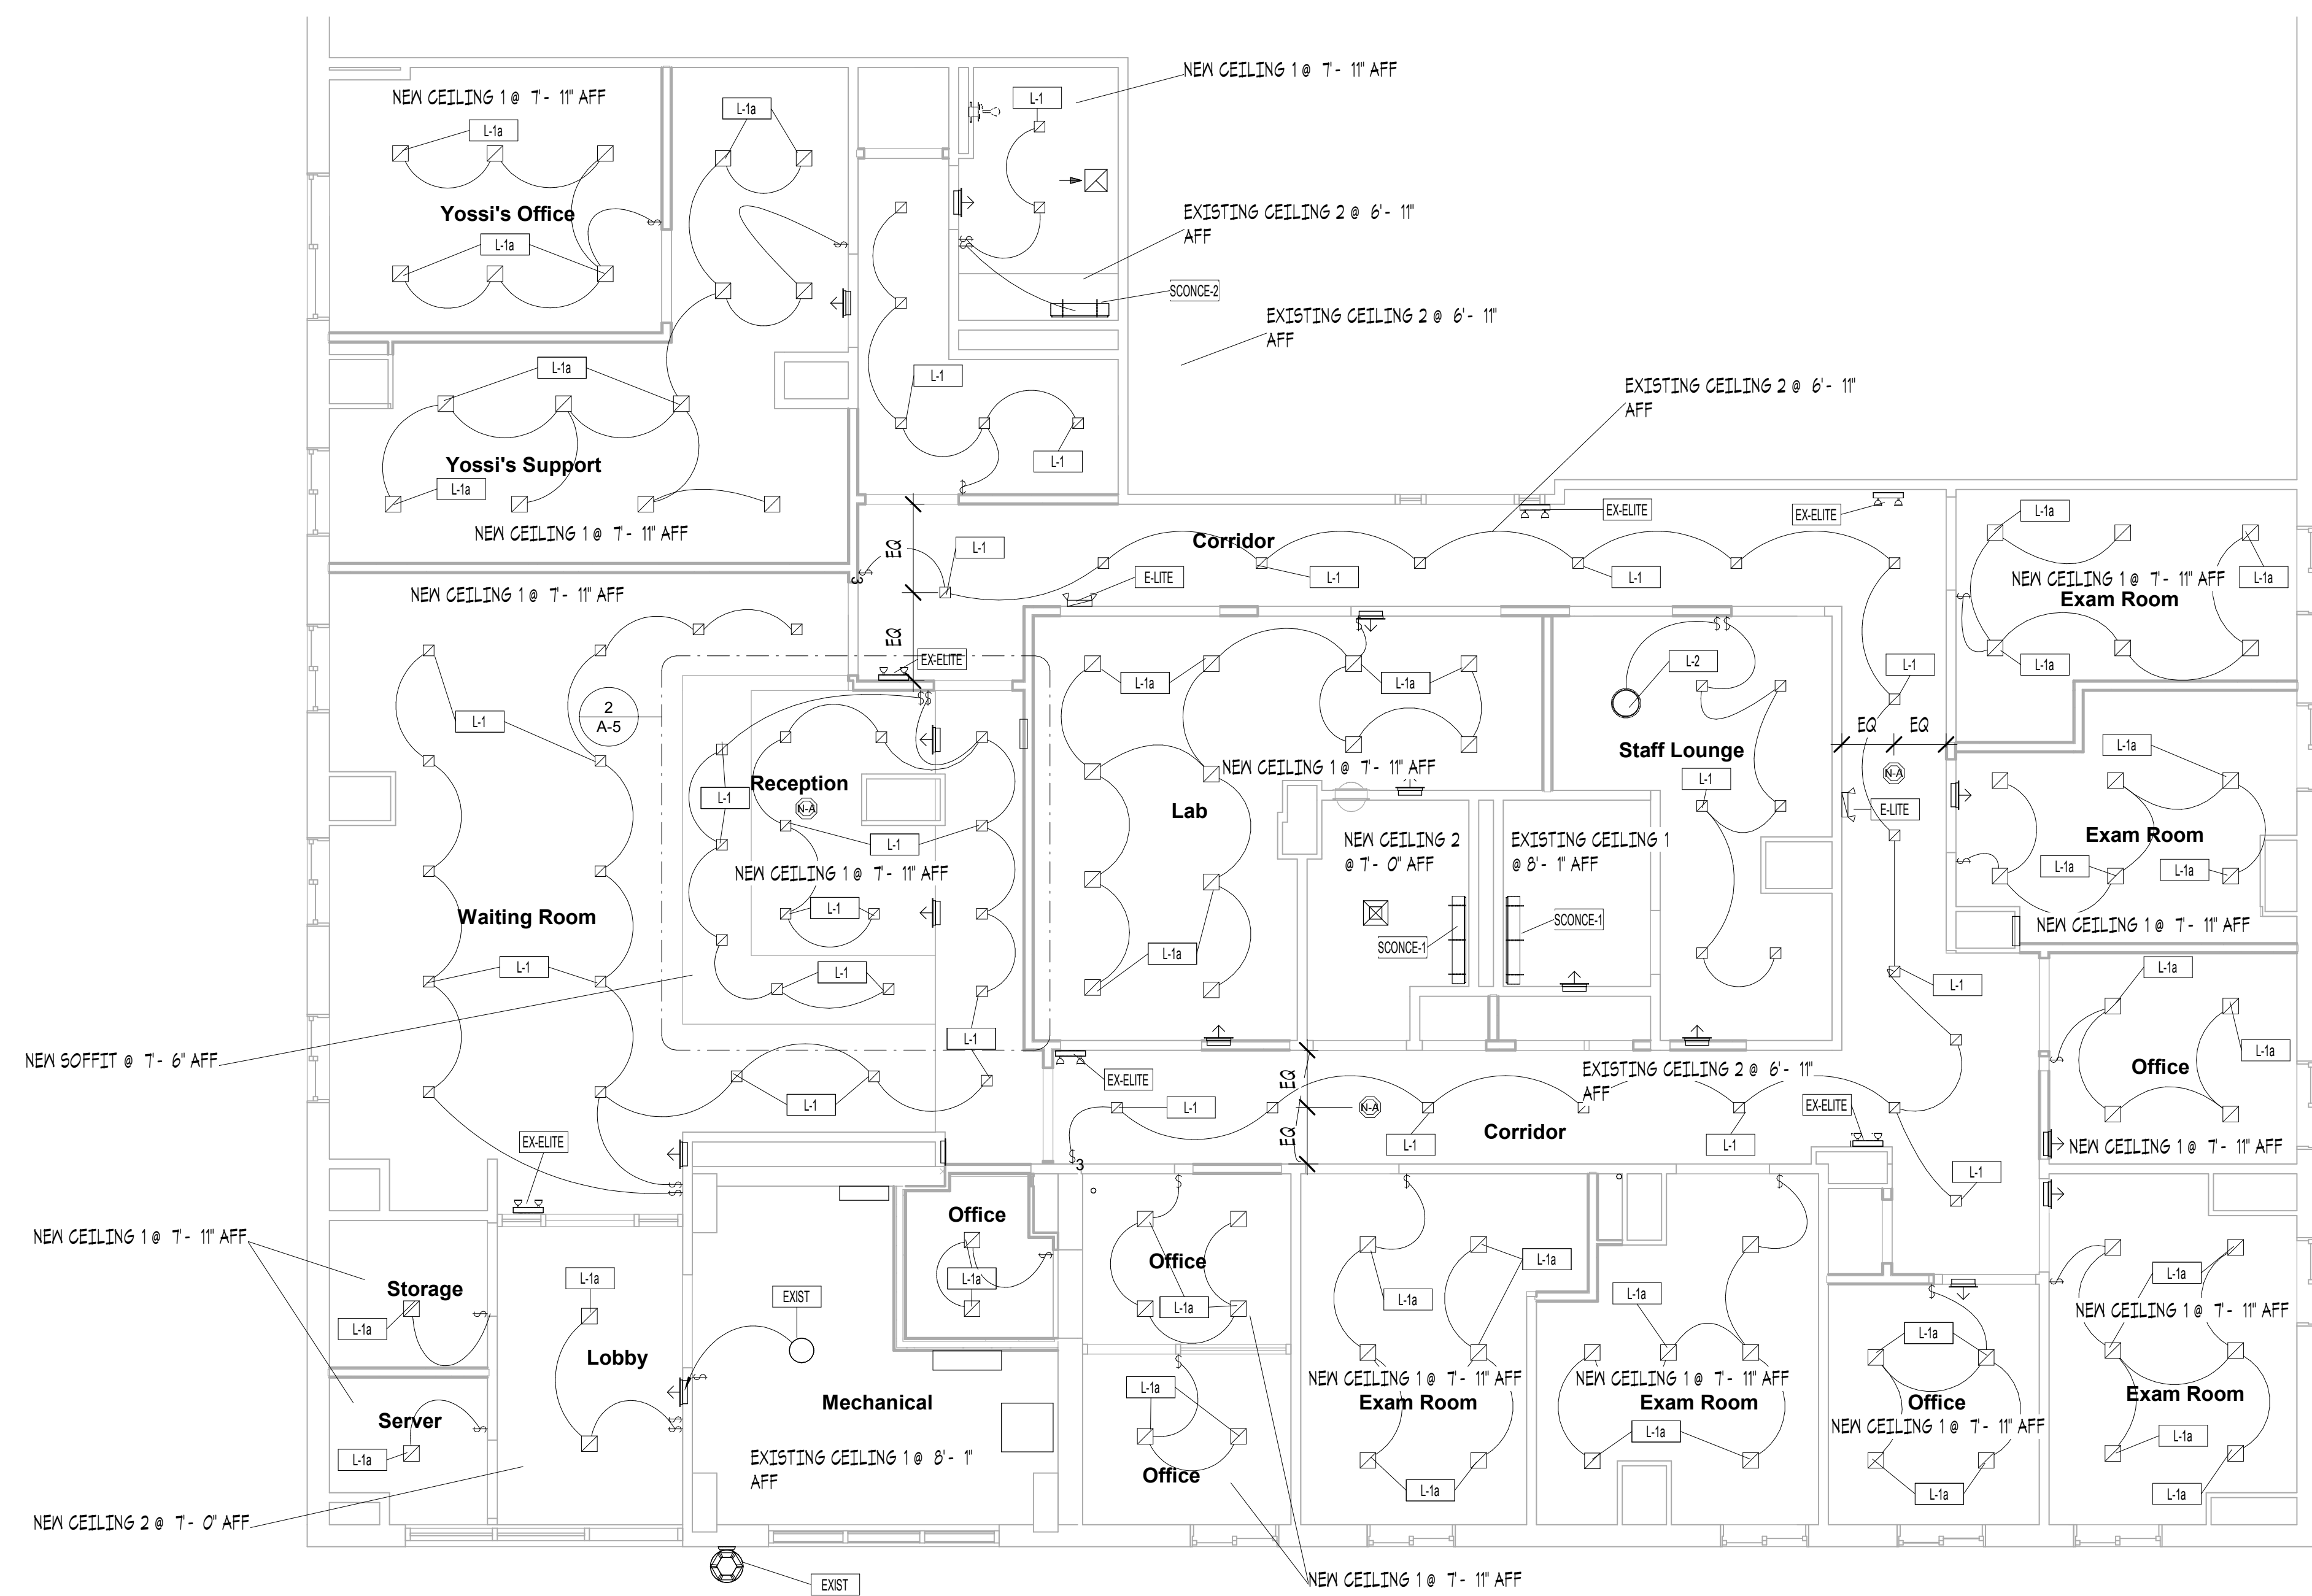 NEW CEILING 1 @ 7'- 11" AFF
NEW CEILING 1 @ 7'- 11" AFF
L-1
L-1a
L-1a
Yossi's Office
EXISTING CEILING 2 @ 6'- 11"
AFF
L-1a
SCONCE-2
EXISTING CEILING 2 @ 6'- 11"
AFF
L-1a
L-1
EXISTING CEILING 2 @ 6'- 11"
AFF
Yossi's Support
L-1
L-1a
NEW CEILING 1 @ 7'- 11" AFF
EX-ELITE
EX-ELITE
L-1a
EQ
L-1
Corridor
E-LITE
L-1
L-1
NEW CEILING 1 @ 7'- 11" AFF
L-1a
Exam Room
3
NEW CEILING 1 @ 7'- 11" AFF
EQ
EX-ELITE
L-2
L-1
L-1a
L-1a
L-1a
2
A-5
L-1
EQ
EQ
Staff Lounge
L-1a
NEW CEILING 1 @ 7'- 11" AFF
N-A
Reception
L-1
L-1
N-A
Lab
E-LITE
Exam Room
L-1
NEW CEILING 2
@ 7'- 0" AFF
EXISTING CEILING 1
@ 8'- 1" AFF
NEW CEILING 1 @ 7'- 11" AFF
L-1a
L-1a
L-1
Waiting Room
SCONCE-1
SCONCE-1
NEW CEILING 1 @ 7'- 11" AFF
L-1
L-1
L-1a
L-1a
L-1
L-1
NEW SOFFIT @ 7'- 6" AFF
L-1a
Office
EXISTING CEILING 2 @ 6'- 11"
AFF
EX-ELITE
EQ
L-1
L-1
N-A
EX-ELITE
Corridor
EQ
L-1
L-1
EX-ELITE
NEW CEILING 1 @ 7'- 11" AFF
3
L-1
Office
NEW CEILING 1 @ 7'- 11" AFF
Office
L-1a
L-1a
L-1a
L-1a
Storage
EXIST
L-1a
L-1a
L-1a
NEW CEILING 1 @ 7'- 11" AFF
L-1a
L-1a
Lobby
NEW CEILING 1 @ 7'- 11" AFF
NEW CEILING 1 @ 7'- 11" AFF
L-1a
Exam Room
Mechanical
Exam Room
Exam Room
Office
Server
NEW CEILING 1 @ 7'- 11" AFF
L-1a
L-1a
L-1a
EXISTING CEILING 1 @ 8'- 1"
AFF
Office
L-1a
L-1a
L-1a
NEW CEILING 2 @ 7'- 0" AFF
EXIST
NEW CEILING 1 @ 7'- 11" AFF